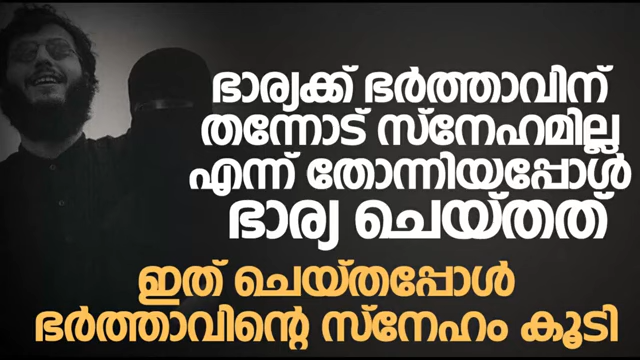 ഭാര്യക്ക് ഭർത്താവിന്
തന്നോട് സ്നേഹമില്ല
എന്ന് തോന്നിയപ്പോൾ
ഭാര്യ ചെയ്തത്
ഇത് ചെയ്തപ്പോൾ
ഭർത്താവിന്റെ സ്നേഹം കൂടി